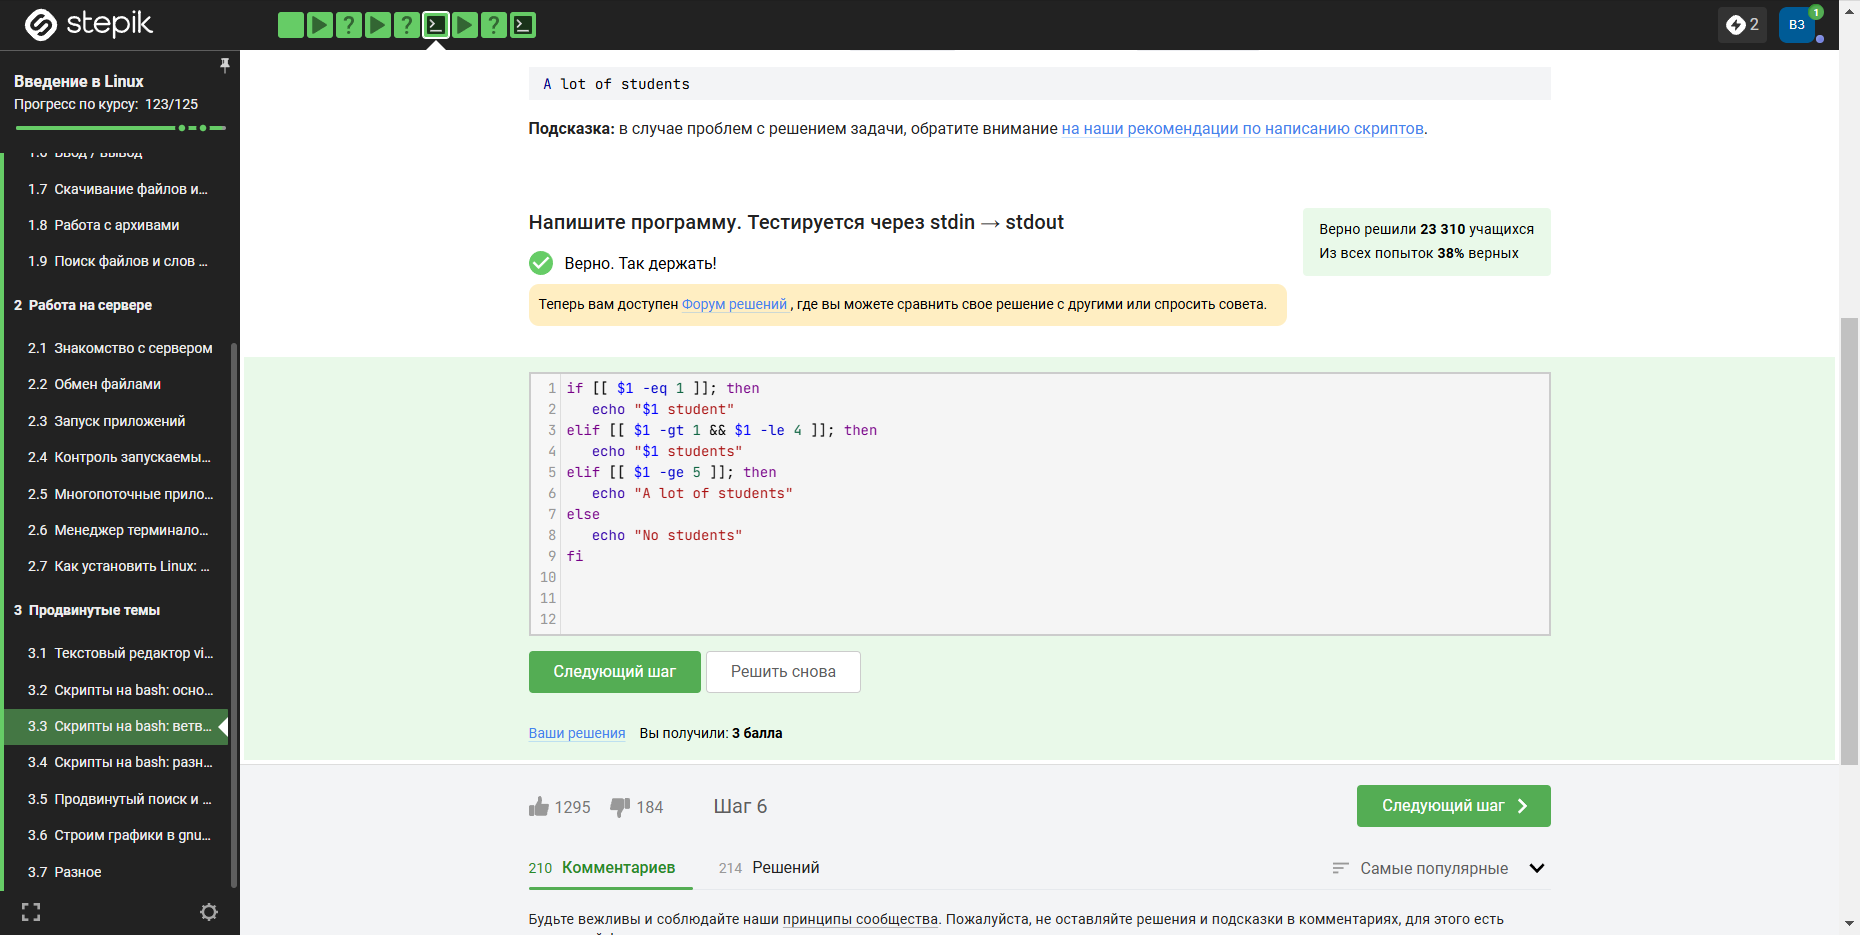 stepik
2
ВЗ
1
Введение в Linux
Прогресс по курсу: 123/125
1.6 Ввод / Вывод
1.7 Скачивание файлов и...
1.8 Работа с архивами
1.9 Поиск файлов и слов ...
2 Работа на сервере
2.1 Знакомство с сервером
2.2 Обмен файлами
2.3 Запуск приложений
2.4 Контроль запускаемы...
2.5 Многопоточные прило...
2.6 Менеджер терминало...
2.7 Как установить Linux: ...
3 Продвинутые темы
3.1 Текстовый редактор vi...
3.2 Скрипты на bash: осно...
3.3 Скрипты на bash: ветв...
3.4 Скрипты на bash: разн...
3.5 Продвинутый поиск и ...
3.6 Строим графики в gnu...
3.7 Разное
A lot of students
Подсказка: в случае проблем с решением задачи, обратите внимание на наши рекомендации по написанию скриптов.
Напишите программу. Тестируется через stdin → stdout
Верно решили 23 310 учащихся
Из всех попыток 38% верных
Верно. Так держать!
Теперь вам доступен Форум решений , где вы можете сравнить свое решение с другими или спросить совета.
1 if [[ $1 -eq 1 ]]; then
2    echo "$1 student"
3 elif [[ $1 -gt 1 && $1 -le 4 ]]; then
4    echo "$1 students"
5 elif [[ $1 -ge 5 ]]; then
6    echo "A lot of students"
7 else
8    echo "No students"
9 fi
10
11
12
Следующий шаг
Решить снова
Ваши решения Вы получили: 3 балла
1295 184 Шаг 6
Следующий шаг
210 Комментариев 214 Решений
Самые популярные
Будьте вежливы и соблюдайте наши принципы сообщества. Пожалуйста, не оставляйте решения и подсказки в комментариях, для этого есть